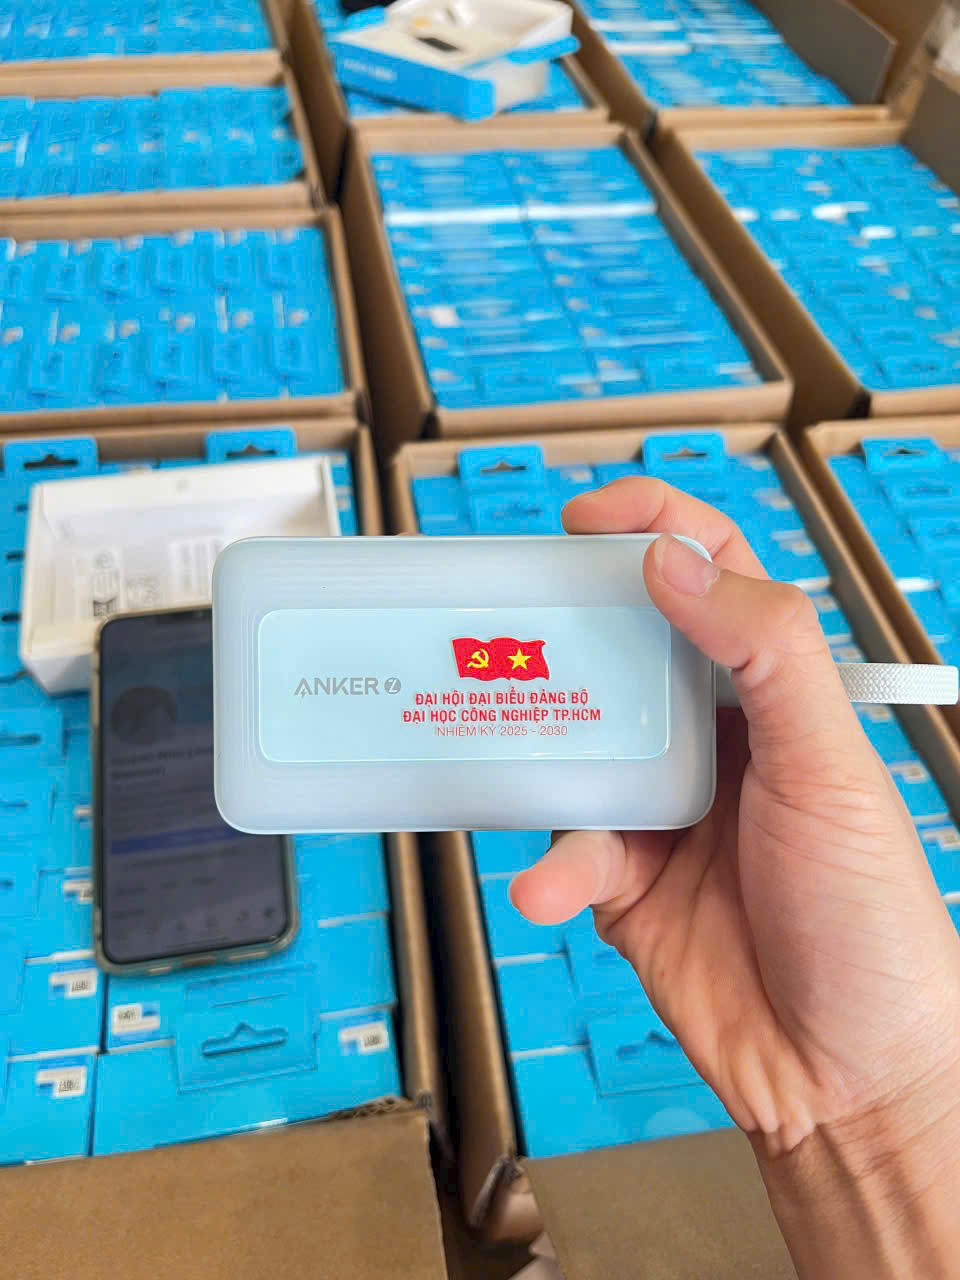 ANKER
ĐẠI HỘI ĐẠI BIỂU ĐẢNG BỘ
ĐẠI HỌC CÔNG NGHIỆP TP.HCM
NHIỆM KỲ 2025 - 2030